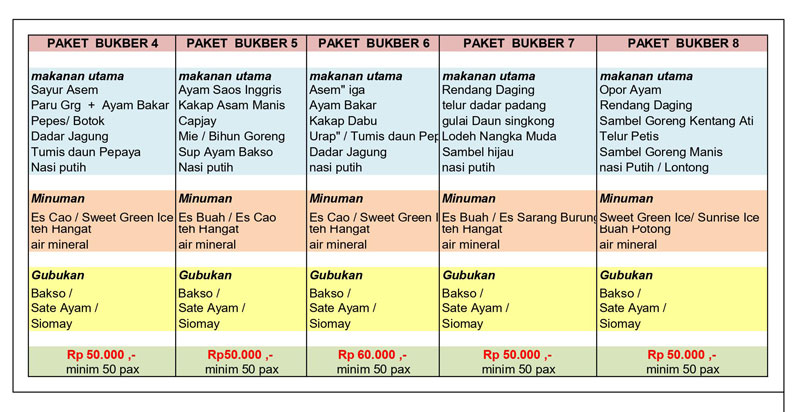 PAKET BUKBER 4
makanan utama
Sayur Asem
Paru Grg + Ayam Bakar
Pepes/ Botok
Dadar Jagung
Tumis daun Pepaya
Nasi putih
Minuman
Es Cao / Sweet Green Ice
teh Hangat
air mineral
Gubukan
Bakso /
Sate Ayam /
Siomay
Rp 50.000 ,-
minim 50 pax
PAKET BUKBER 5
makanan utama
Ayam Saos Inggris
Kakap Asam Manis
Capjay
Mie / Bihun Goreng
Sup Ayam Bakso
Nasi putih
Minuman
Es Buah / Es Cao
teh Hangat
air mineral
Gubukan
Bakso /
Sate Ayam /
Siomay
Rp50.000 ,-
minim 50 pax
PAKET BUKBER 6
makanan utama
Asem" iga
Ayam Bakar
Kakap Dabu
Urap" / Tumis daun Pep
Dadar Jagung
Nasi putih
Minuman
Es Cao / Sweet Green I
teh Hangat
air mineral
Gubukan
Bakso /
Sate Ayam /
Siomay
Rp 60.000 ,-
minim 50 pax
PAKET BUKBER 7
makanan utama
Rendang Daging
telur dadar padang
gulai Daun singkong
Lodeh Nangka Muda
Sambel hijau
nasi putih
Minuman
Es Buah / Es Sarang Burung
teh Hangat
air mineral
Gubukan
Bakso /
Sate Ayam /
Siomay
Rp 50.000 ,-
minim 50 pax
PAKET BUKBER 8
makanan utama
Opor Ayam
Rendang Daging
Sambel Goreng Kentang Ati
Telur Petis
Sambel Goreng Manis
nasi Putih / Lontong
Minuman
Sweet Green Ice/ Sunrise Ice
Buah Potong
air mineral
Gubukan
Bakso /
Sate Ayam /
Siomay
Rp 50.000 ,-
minim 50 pax